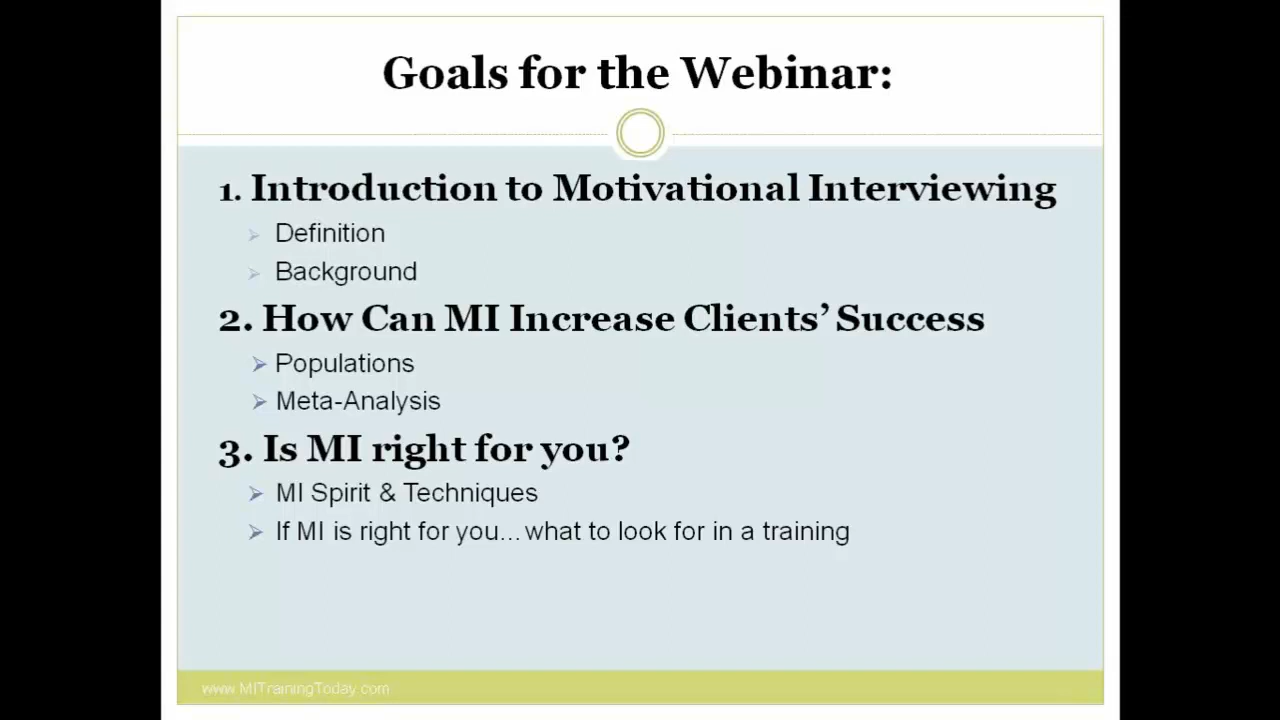 Goals for the Webinar:
1. Introduction to Motivational Interviewing
Definition
Background
2. How Can MI Increase Clients’ Success
Populations
Meta-Analysis
3. Is MI right for you?
MI Spirit & Techniques
If MI is right for you...what to look for in a training
www.MITrainingToday.com